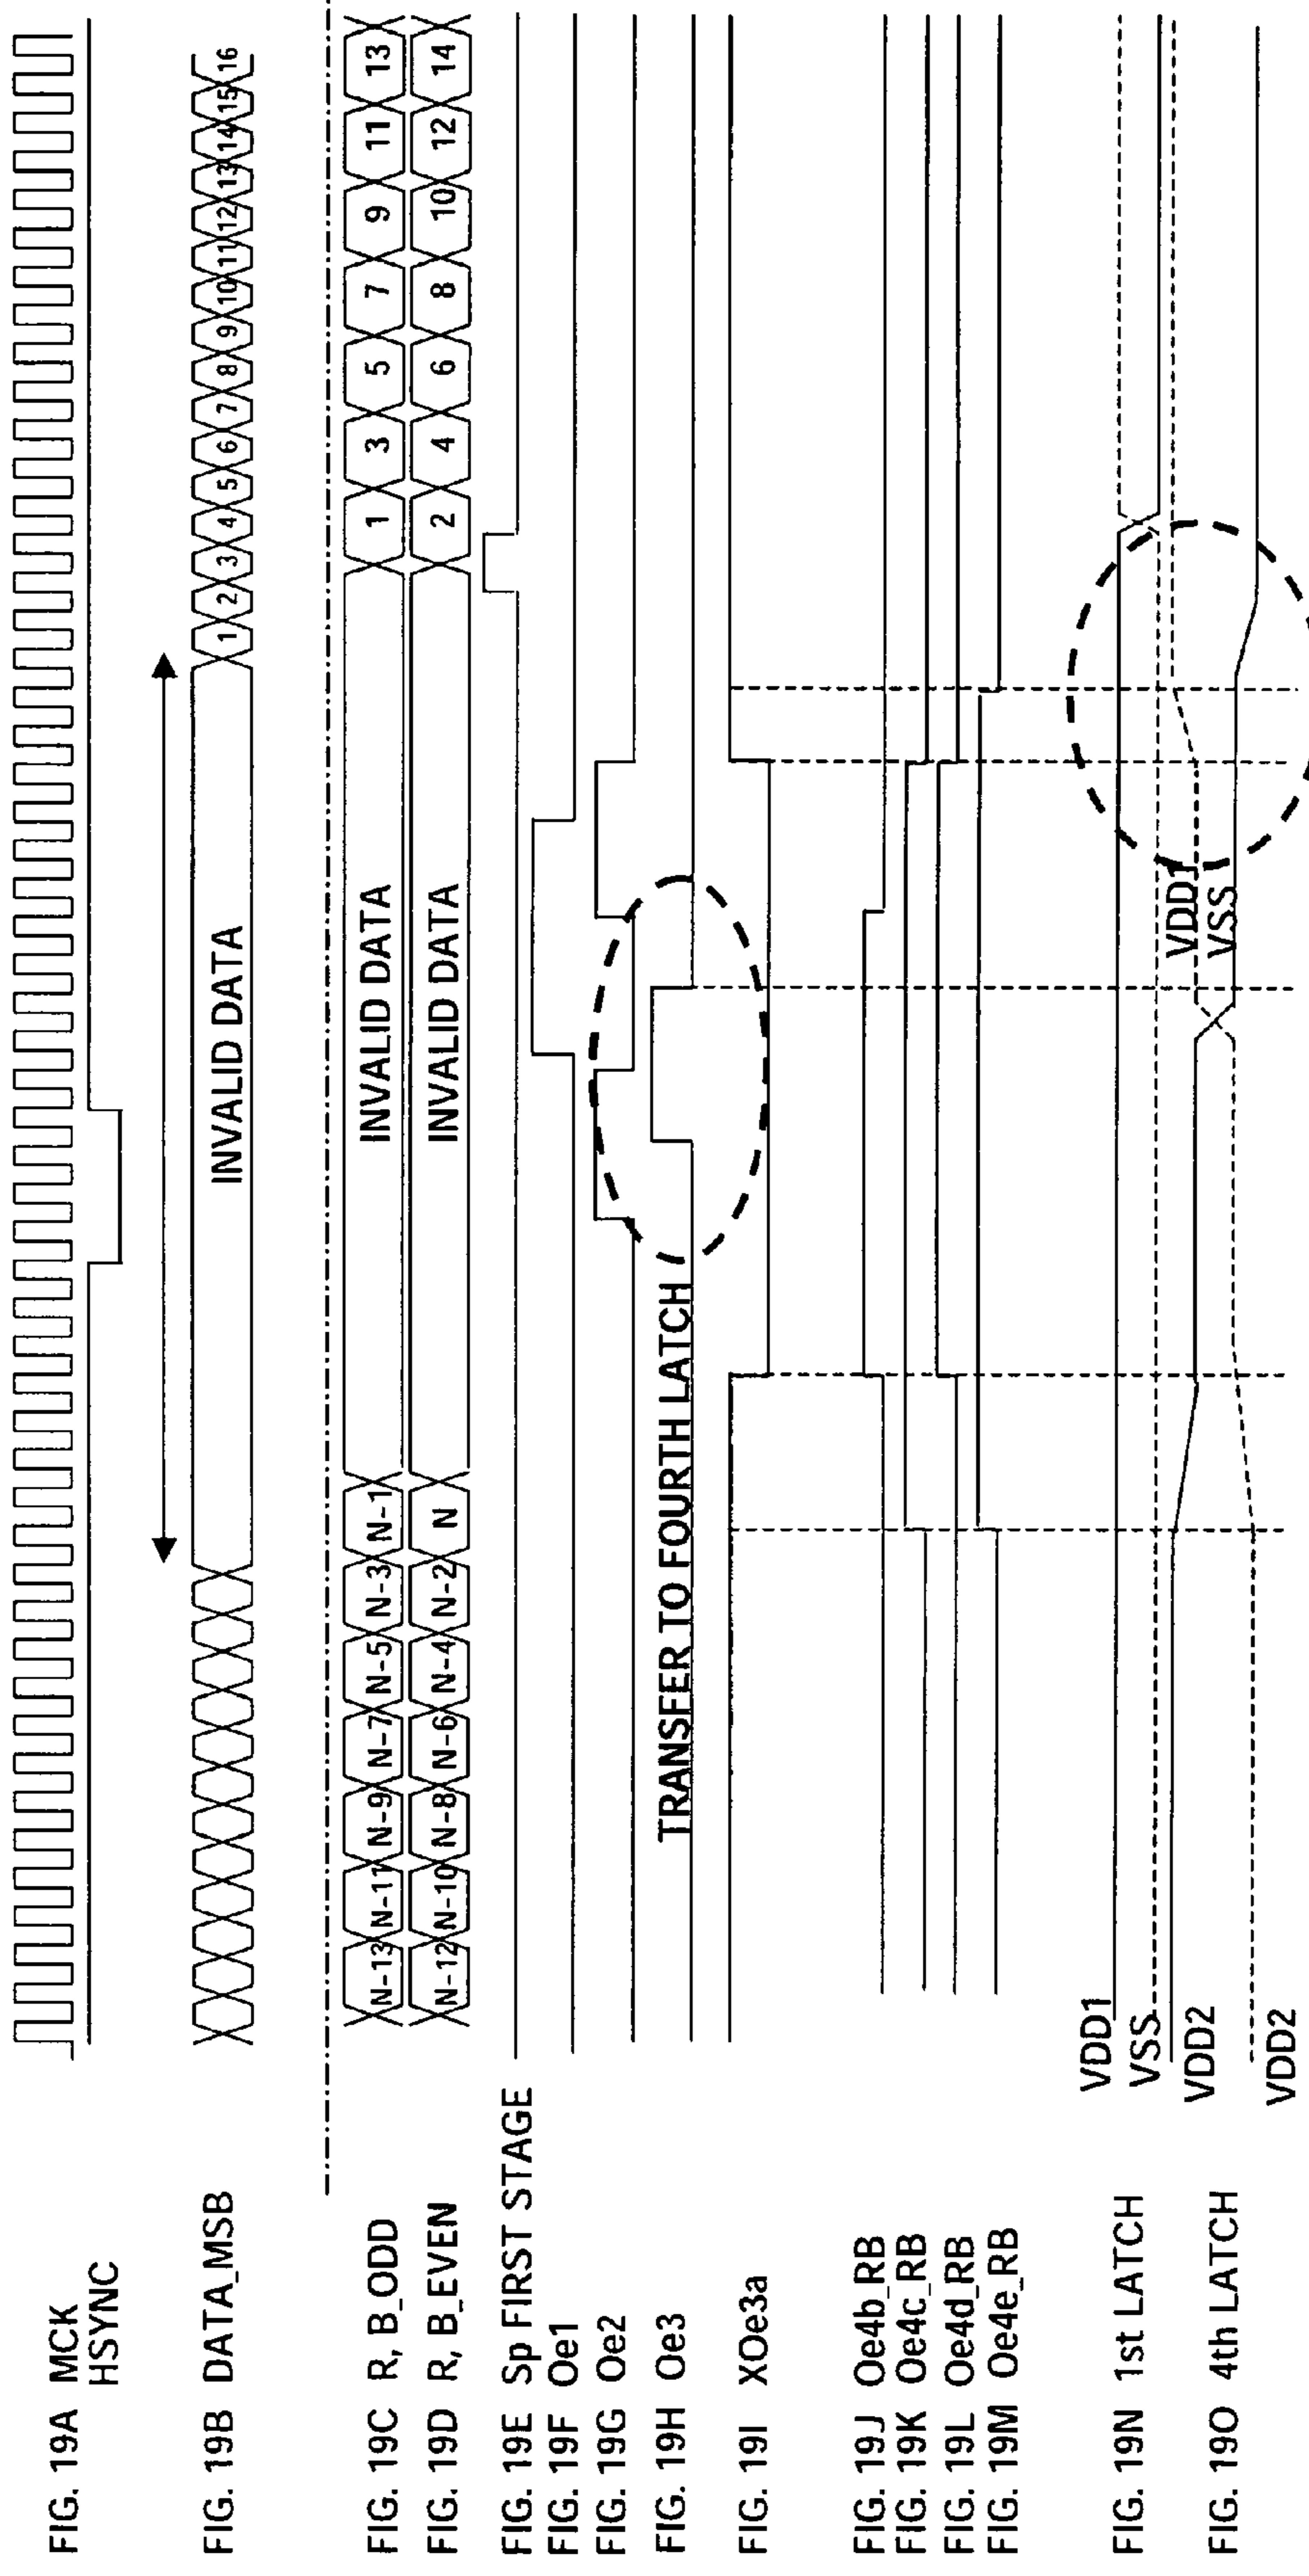 FIG. 19A MCK
HSYNC
FIG. 19B DATA_MSB
INVALID DATA
1 2 3 4 5 6 7 8 9 10 11 12 13 14 15 16
FIG. 19C R, B_ODD
N-13 N-11 N-9 N-7 N-5 N-3 N-1 INVALID DATA 1 3 5 7 9 11 13
FIG. 19D R, B_EVEN
N-12 N-10 N-8 N-6 N-4 N-2 N INVALID DATA 2 4 6 8 10 12 14
FIG. 19E Sp FIRST STAGE
FIG. 19F Oe1
FIG. 19G Oe2
FIG. 19H Oe3
TRANSFER TO FOURTH LATCH
FIG. 19I XOe3a
FIG. 19J Oe4b_RB
FIG. 19K Oe4c_RB
FIG. 19L Oe4d_RB
FIG. 19M Oe4e_RB
FIG. 19N 1st LATCH
VDD1
VSS
FIG. 19O 4th LATCH
VDD2
VDD2
VDD1
VSS